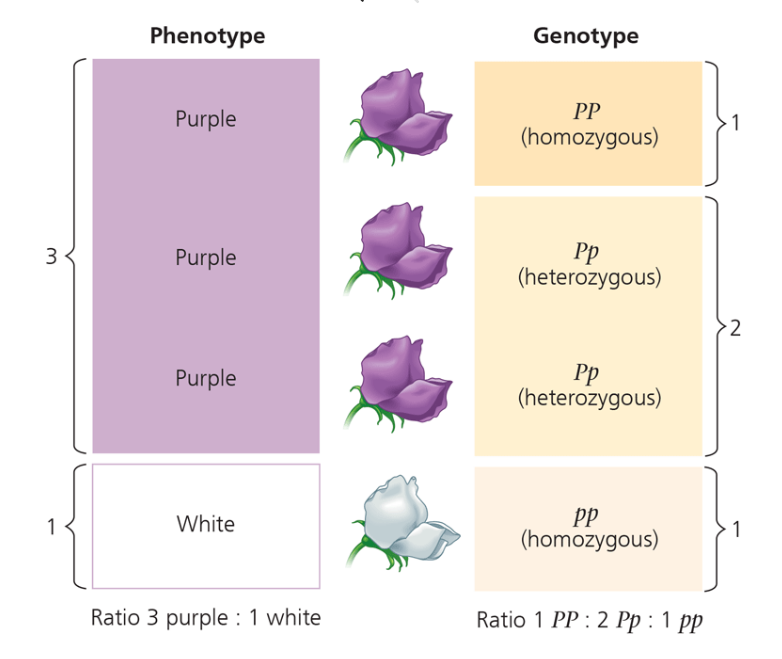 Phenotype
Genotype
Purple
PP
(homozygous)
1
3
Purple
Pp
(heterozygous)
2
Purple
Pp
(heterozygous)
1
White
pp
(homozygous)
1
Ratio 3 purple : 1 white
Ratio 1 PP : 2 Pp : 1 pp